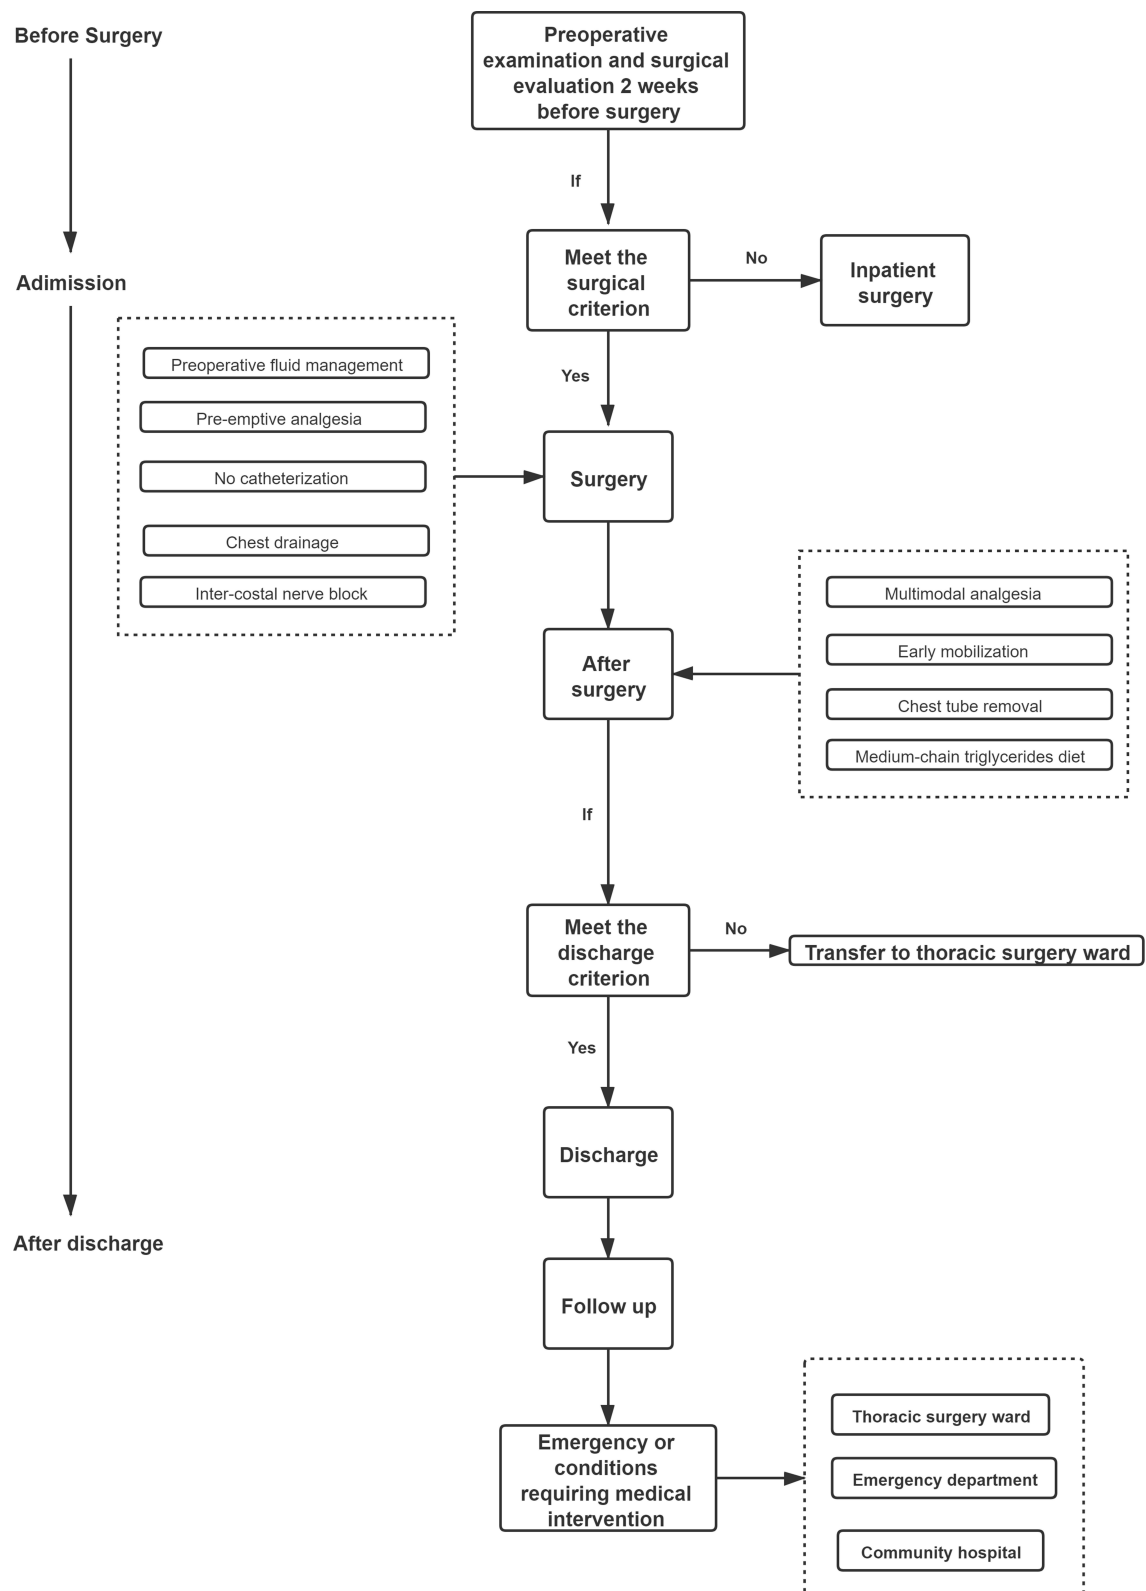 Before Surgery
Preoperative
examination and surgical
evaluation 2 weeks
before surgery
If
Adimission
Meet the
surgical
criterion
No
Inpatient
surgery
Yes
Preoperative fluid management
Pre-emptive analgesia
No catheterization
Chest drainage
Inter-costal nerve block
Surgery
After
surgery
Multimodal analgesia
Early mobilization
Chest tube removal
Medium-chain triglycerides diet
If
Meet the
discharge
criterion
No
Transfer to thoracic surgery ward
Yes
Discharge
After discharge
Follow up
Emergency or
conditions
requiring medical
intervention
Thoracic surgery ward
Emergency department
Community hospital